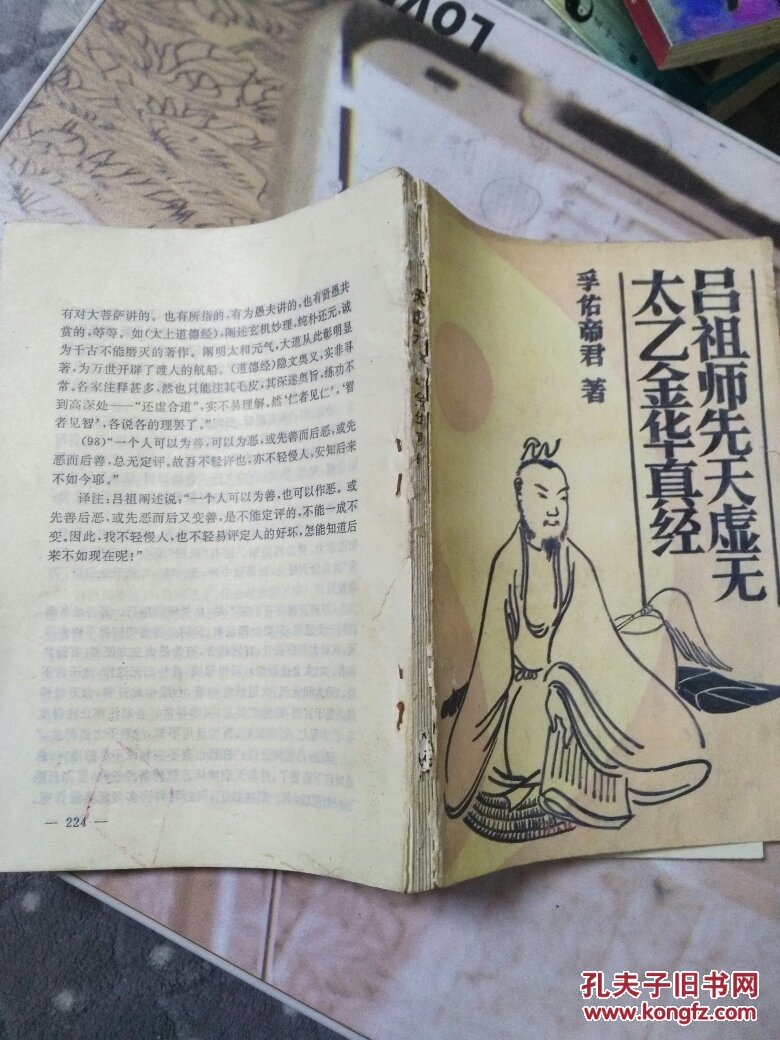 LOV
有对大菩萨讲的。也有所指的,有为愚夫讲的,也有贤愚共
赏的,等等。如《太上道德经》,阐述玄机妙理,纯朴还元,诚
为千古不能磨灭的著作。阐明太和元气,大道从此彰明显
著,为万世开辟了渡人的航船。《道德经》隐文奥义,实非寻
常。各家注释甚多,然也只能注其毛皮,其深遂奥旨,练功不
到高深处——“还虚合道”,实不易理解。然‘仁者见仁’,‘智
者见智’,各说各的理罢了。”
(98)“一个人可以为善,可以为恶,或先善而后恶,或先
恶而后善,总无定评。故吾不轻许也,亦不轻慢人,安知后来
不如今耶。”
译注:吕祖阐述说:“一个人可以为善,也可以作恶。或
先善后恶,或先恶而后又变善,是不能定评的,不能一成不
变。因此,我不轻慢人,也不轻易评定人的好坏,怎能知道后
来不如现在呢!”
— 224 —
吕祖师先天虚无
太乙金华真经
孚佑帝君 著
孔夫子旧书网
www.kongfz.com